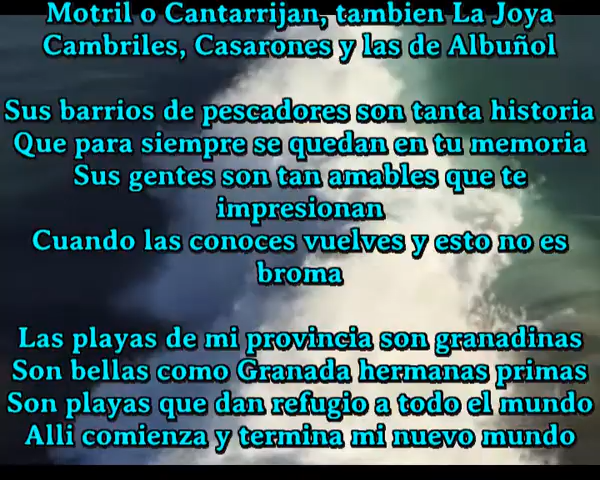 Motril o Cantarrijan, tambien La Joya
Cambriles, Casarones y las de Albuñol
Sus barrios de pescadores son tanta historia
Que para siempre se quedan en tu memoria
Sus gentes son tan amables que te
impresionan
Cuando las conoces vuelves y esto no es
broma
Las playas de mi provincia son granadinas
Son bellas como Granada hermanas primas
Son playas que dan refugio a todo el mundo
Alli comienza y termina mi nuevo mundo